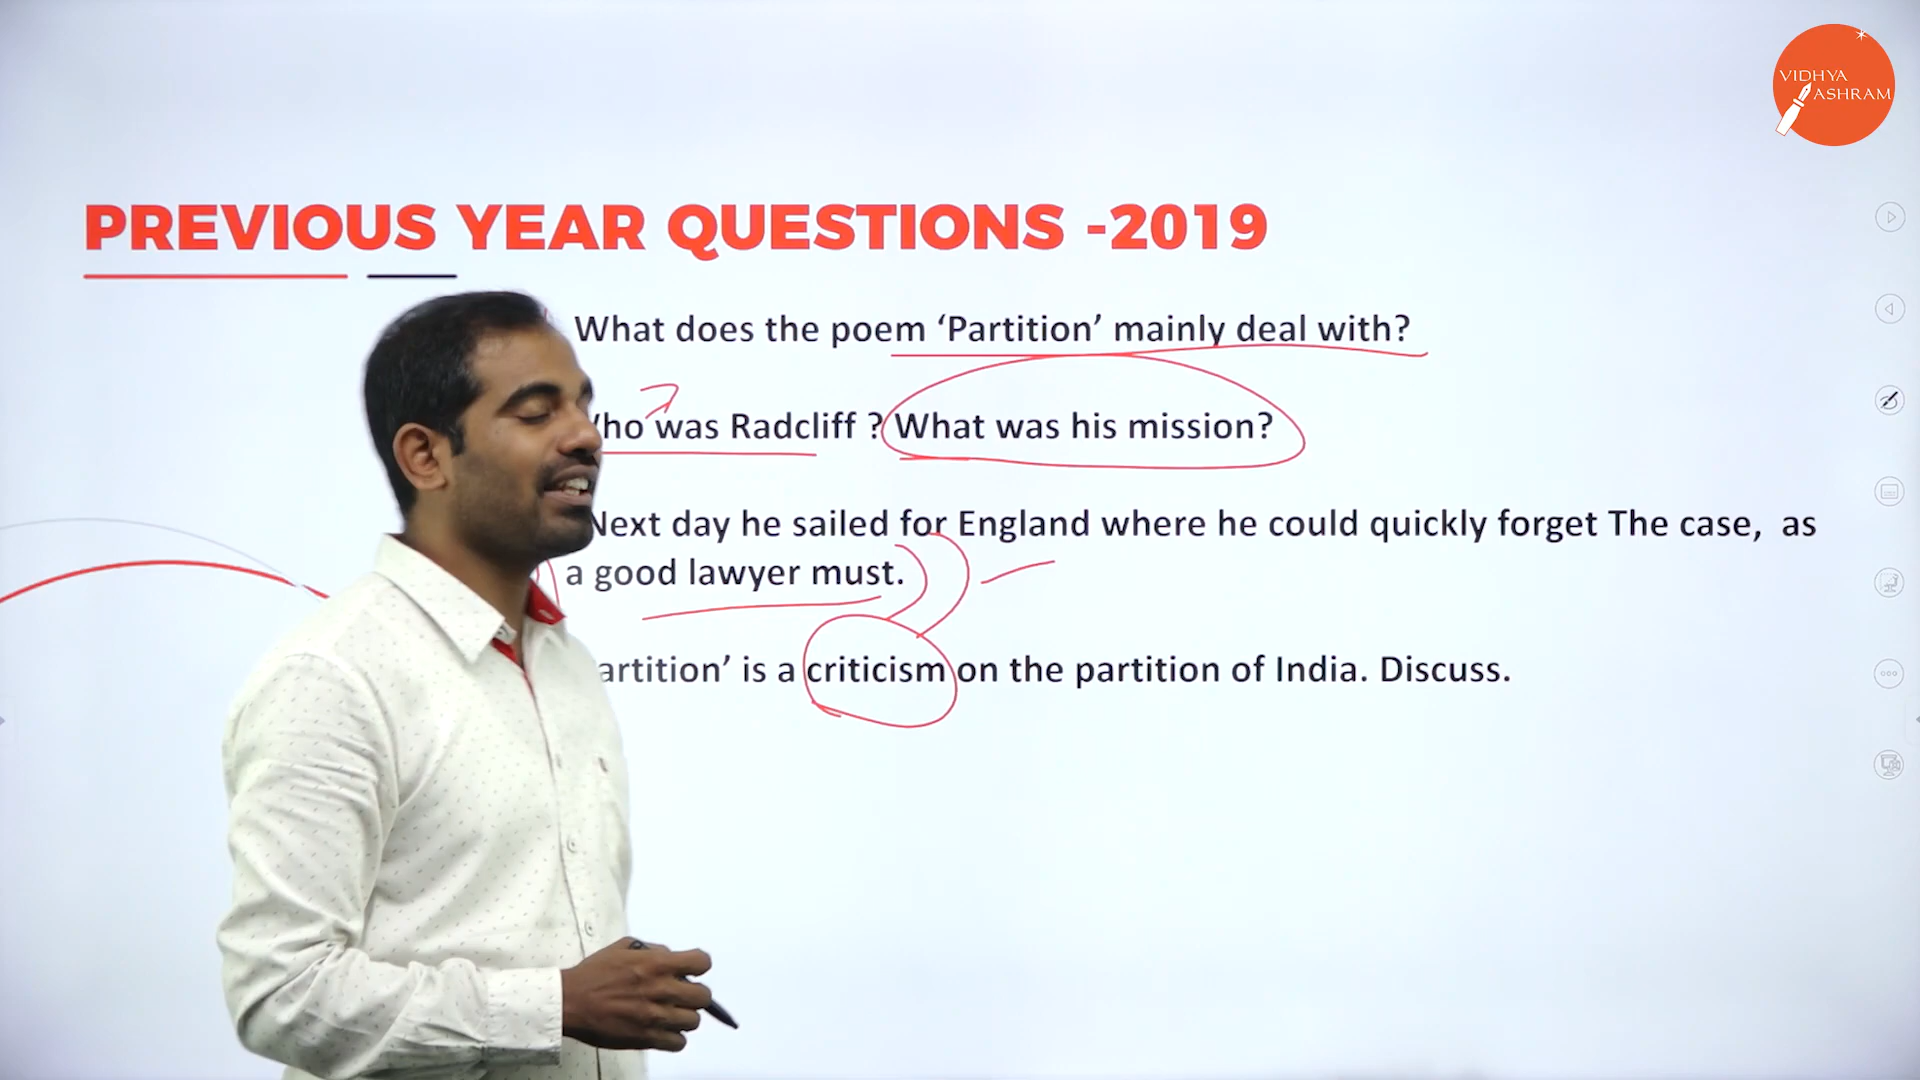 VIDHYA
ASHRAM
PREVIOUS YEAR QUESTIONS -2019
What does the poem ‘Partition’ mainly deal with?
was Radcliff ? What was his mission?
Next day he sailed for England where he could quickly forget The case, as
a good lawyer must.
is a criticism on the partition of India. Discuss.